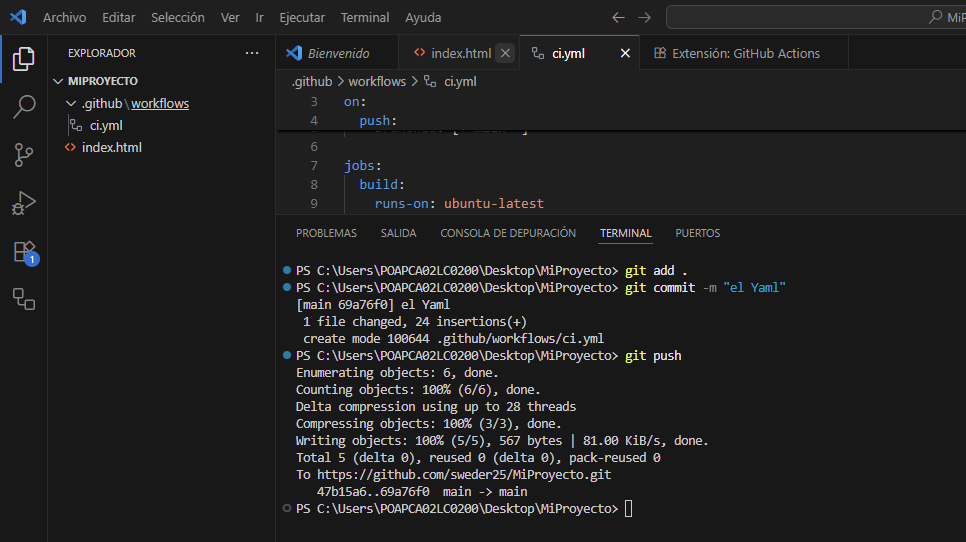 Archivo Editar Selección Ver Ir Ejecutar Terminal Ayuda MiP
EXPLORADOR ···
MIPROYECTO
.github\workflows
ci.yml
index.html
1
Bienvenido index.html ci.yml Extensión: GitHub Actions
.github > workflows > ci.yml
3 on:
4 push:
6
7 jobs:
8 build:
9 runs-on: ubuntu-latest
PROBLEMAS SALIDA CONSOLA DE DEPURACIÓN TERMINAL PUERTOS
PS C:\Users\POAPCA02LC0200\Desktop\MiProyecto> git add .
PS C:\Users\POAPCA02LC0200\Desktop\MiProyecto> git commit -m "el Yaml"
[main 69a76f0] el Yaml
1 file changed, 24 insertions(+)
create mode 100644 .github/workflows/ci.yml
PS C:\Users\POAPCA02LC0200\Desktop\MiProyecto> git push
Enumerating objects: 6, done.
Counting objects: 100% (6/6), done.
Delta compression using up to 28 threads
Compressing objects: 100% (3/3), done.
Writing objects: 100% (5/5), 567 bytes | 81.00 KiB/s, done.
Total 5 (delta 0), reused 0 (delta 0), pack-reused 0
To https://github.com/sweder25/MiProyecto.git
47b15a6..69a76f0 main -> main
PS C:\Users\POAPCA02LC0200\Desktop\MiProyecto>